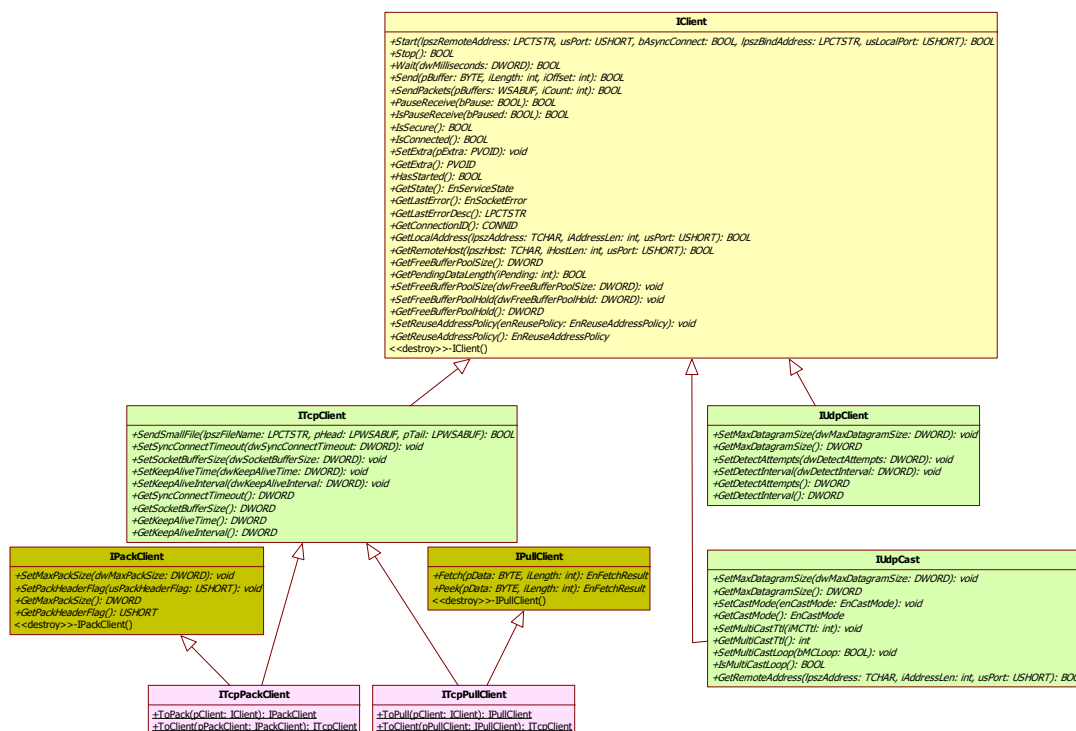 IClient
+Start(lpszRemoteAddress: LPCTSTR, usPort: USHORT, bAsyncConnect: BOOL, lpszBindAddress: LPCTSTR, usLocalPort: USHORT): BOOL
+Stop(): BOOL
+Wait(dwMilliseconds: DWORD): BOOL
+Send(pBuffer: BYTE, iLength: int, iOffset: int): BOOL
+SendPackets(pBuffers: WSABUF, iCount: int): BOOL
+PauseReceive(bPause: BOOL): BOOL
+IsPauseReceive(bPaused: BOOL): BOOL
+IsSecure(): BOOL
+IsConnected(): BOOL
+SetExtra(pExtra: PVOID): void
+GetExtra(): PVOID
+HasStarted(): BOOL
+GetState(): EnServiceState
+GetLastError(): EnSocketError
+GetLastErrorDesc(): LPCTSTR
+GetConnectionID(): CONNID
+GetLocalAddress(lpszAddress: TCHAR, iAddressLen: int, usPort: USHORT): BOOL
+GetRemoteHost(lpszHost: TCHAR, iHostLen: int, usPort: USHORT): BOOL
+GetFreeBufferPoolSize(): DWORD
+GetPendingDataLength(iPending: int): BOOL
+SetFreeBufferPoolSize(dwFreeBufferPoolSize: DWORD): void
+SetFreeBufferPoolHold(dwFreeBufferPoolHold: DWORD): void
+GetFreeBufferPoolHold(): DWORD
+SetReuseAddressPolicy(enReusePolicy: EnReuseAddressPolicy): void
+GetReuseAddressPolicy(): EnReuseAddressPolicy
<<destroy>>-IClient()
ITcpClient
+SendSmallFile(lpszFileName: LPCTSTR, pHead: LPWSABUF, pTail: LPWSABUF): BOOL
+SetSyncConnectTimeout(dwSyncConnectTimeout: DWORD): void
+SetSocketBufferSize(dwSocketBufferSize: DWORD): void
+SetKeepAliveTime(dwKeepAliveTime: DWORD): void
+SetKeepAliveInterval(dwKeepAliveInterval: DWORD): void
+GetSyncConnectTimeout(): DWORD
+GetSocketBufferSize(): DWORD
+GetKeepAliveTime(): DWORD
+GetKeepAliveInterval(): DWORD
IUdpClient
+SetMaxDatagramSize(dwMaxDatagramSize: DWORD): void
+GetMaxDatagramSize(): DWORD
+SetDetectAttempts(dwDetectAttempts: DWORD): void
+SetDetectInterval(dwDetectInterval: DWORD): void
+GetDetectAttempts(): DWORD
+GetDetectInterval(): DWORD
IPackClient
+SetMaxPackSize(dwMaxPackSize: DWORD): void
+SetPackHeaderFlag(usPackHeaderFlag: USHORT): void
+GetMaxPackSize(): DWORD
+GetPackHeaderFlag(): USHORT
<<destroy>>-IPackClient()
IPullClient
+Fetch(pData: BYTE, iLength: int): EnFetchResult
+Peek(pData: BYTE, iLength: int): EnFetchResult
<<destroy>>-IPullClient()
IUdpCast
+SetMaxDatagramSize(dwMaxDatagramSize: DWORD): void
+GetMaxDatagramSize(): DWORD
+SetCastMode(enCastMode: EnCastMode): void
+GetCastMode(): EnCastMode
+SetMultiCastTtl(iMCTtl: int): void
+GetMultiCastTtl(): int
+SetMultiCastLoop(bMCLoop: BOOL): void
+IsMultiCastLoop(): BOOL
+GetRemoteAddress(lpszAddress: TCHAR, iAddressLen: int, usPort: USHORT): BO
ITcpPackClient
+ToPack(pClient: IClient): IPackClient
+ToClient(pPackClient: IPackClient): ITcpClient
ITcpPullClient
+ToPull(pClient: IClient): IPullClient
+ToClient(pPullClient: IPullClient): ITcpClient